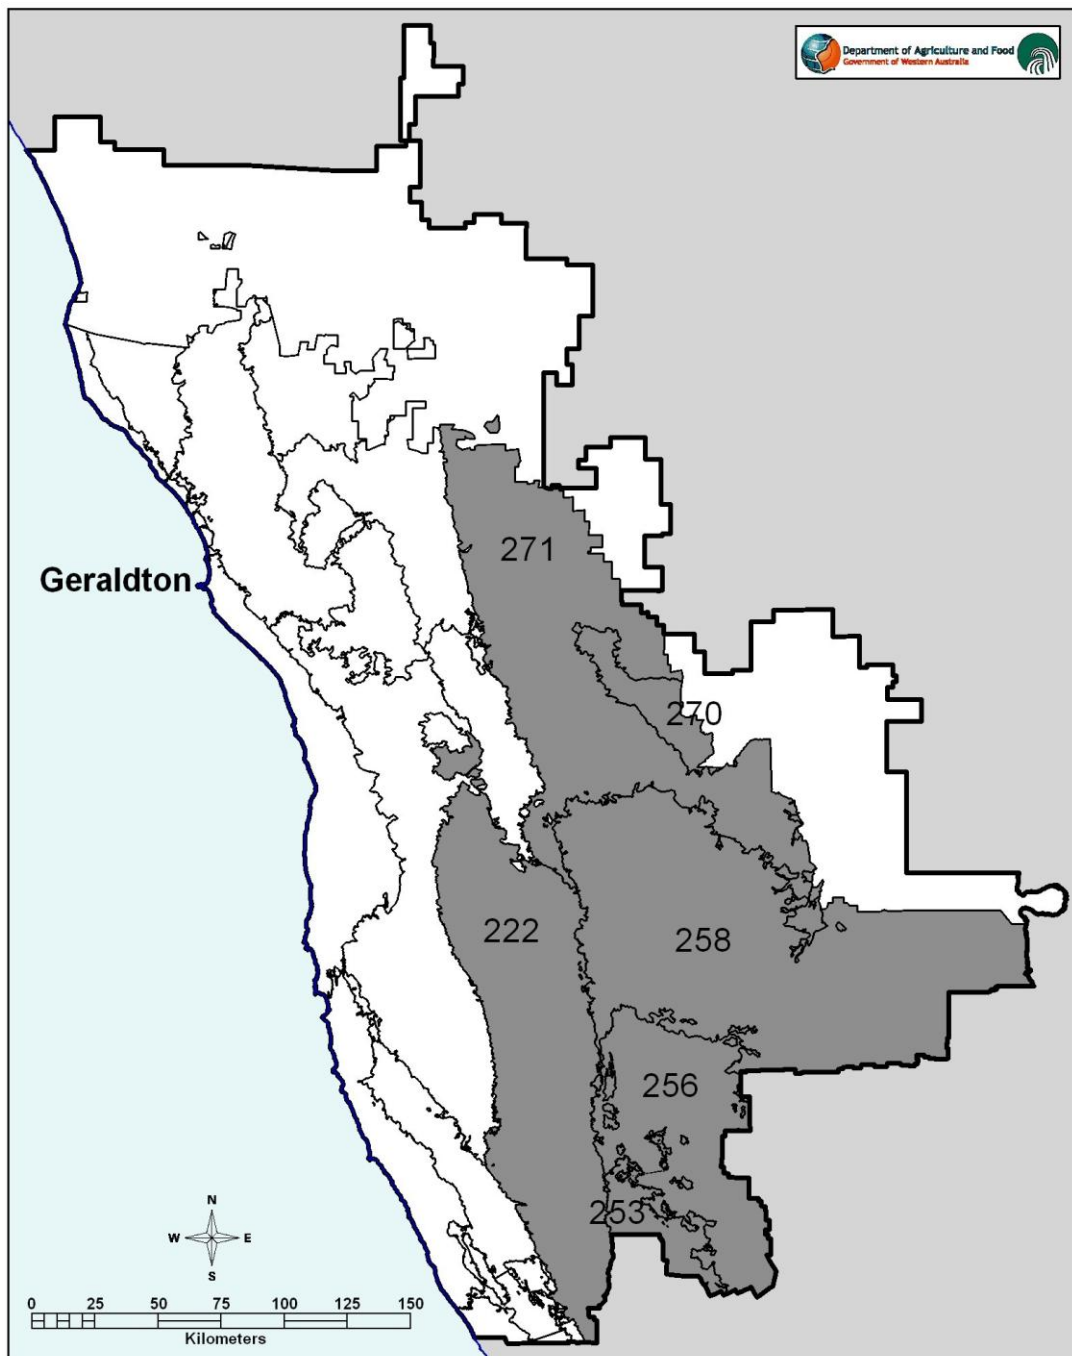 Department of Agriculture and Food
Government of Western Australia
271
Geraldton
270
222
258
256
253
N
W E
S
0 25 50 75 100 125 150
Kilometers